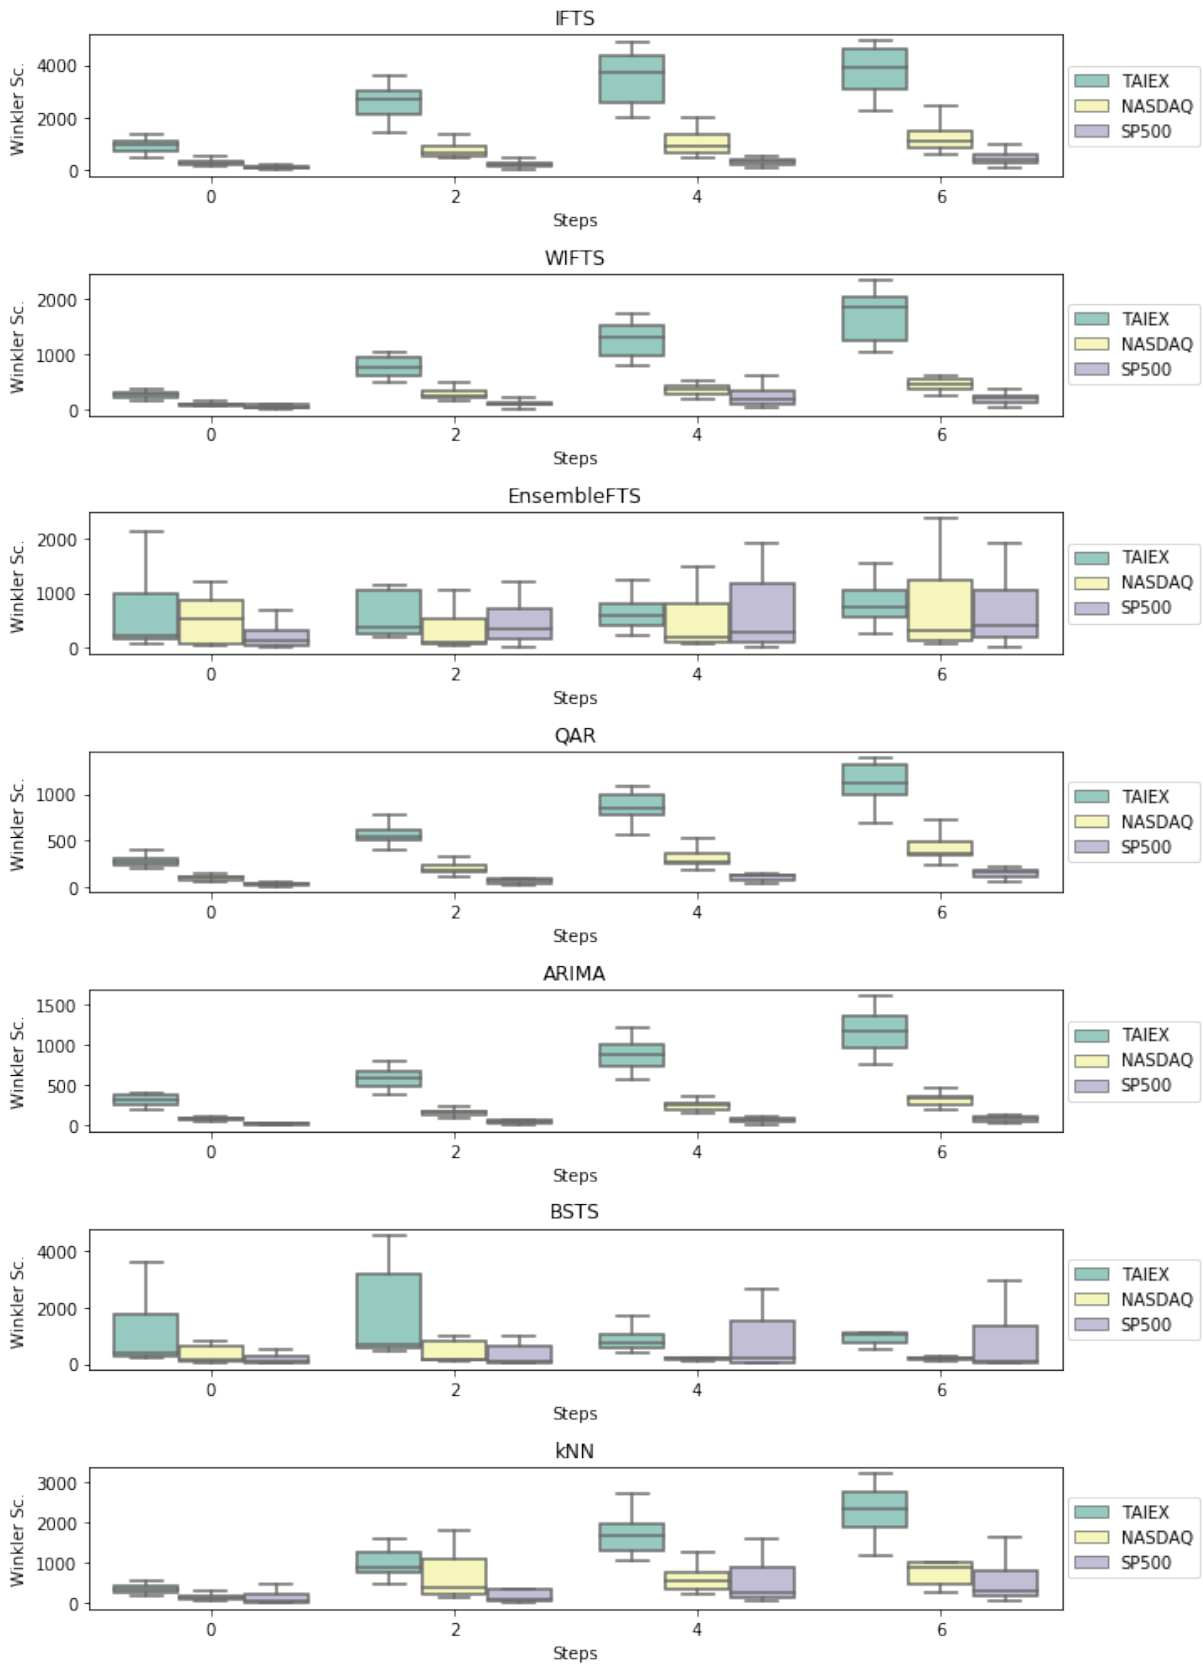 IFTS
Winkler Sc.
4000
2000
0
0 2 4 6
Steps
TAIEX
NASDAQ
SP500
WIFTS
Winkler Sc.
2000
1000
0
0 2 4 6
Steps
TAIEX
NASDAQ
SP500
EnsembleFTS
Winkler Sc.
2000
1000
0
0 2 4 6
Steps
TAIEX
NASDAQ
SP500
QAR
Winkler Sc.
1000
500
0
0 2 4 6
Steps
TAIEX
NASDAQ
SP500
ARIMA
Winkler Sc.
1500
1000
500
0
0 2 4 6
Steps
TAIEX
NASDAQ
SP500
BSTS
Winkler Sc.
4000
2000
0
0 2 4 6
Steps
TAIEX
NASDAQ
SP500
kNN
Winkler Sc.
3000
2000
1000
0
0 2 4 6
Steps
TAIEX
NASDAQ
SP500